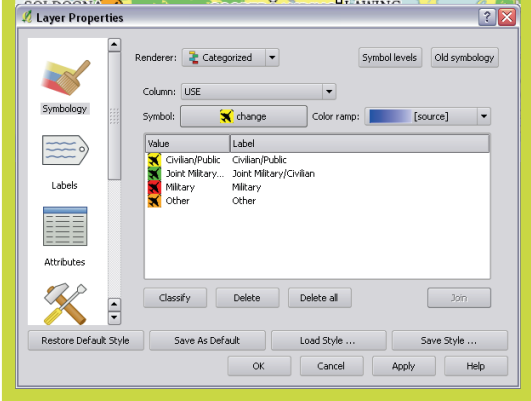 Layer Properties
Renderer: Categorized Symbol levels Old symbology
Column: USE
Symbol: change Color ramp: [source]
Symbology
Value Label
Civilian/Public Civilian/Public
Joint Military... Joint Military/Civilian
Military Military
Other Other
Labels
Attributes
Classify Delete Delete all Join
Restore Default Style Save As Default Load Style ... Save Style ...
OK Cancel Apply Help